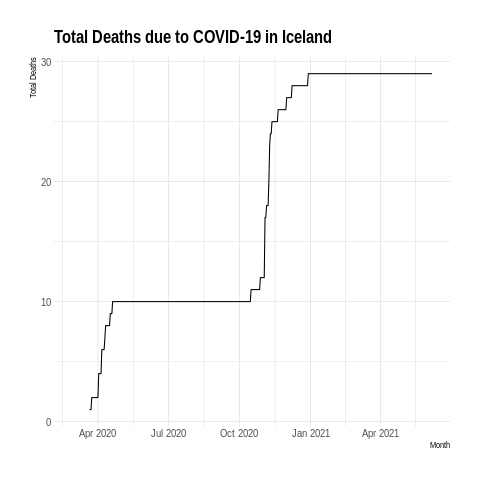 Total Deaths due to COVID-19 in Iceland
Total Deaths
30
20
10
0
Apr 2020 Jul 2020 Oct 2020 Jan 2021 Apr 2021
Month